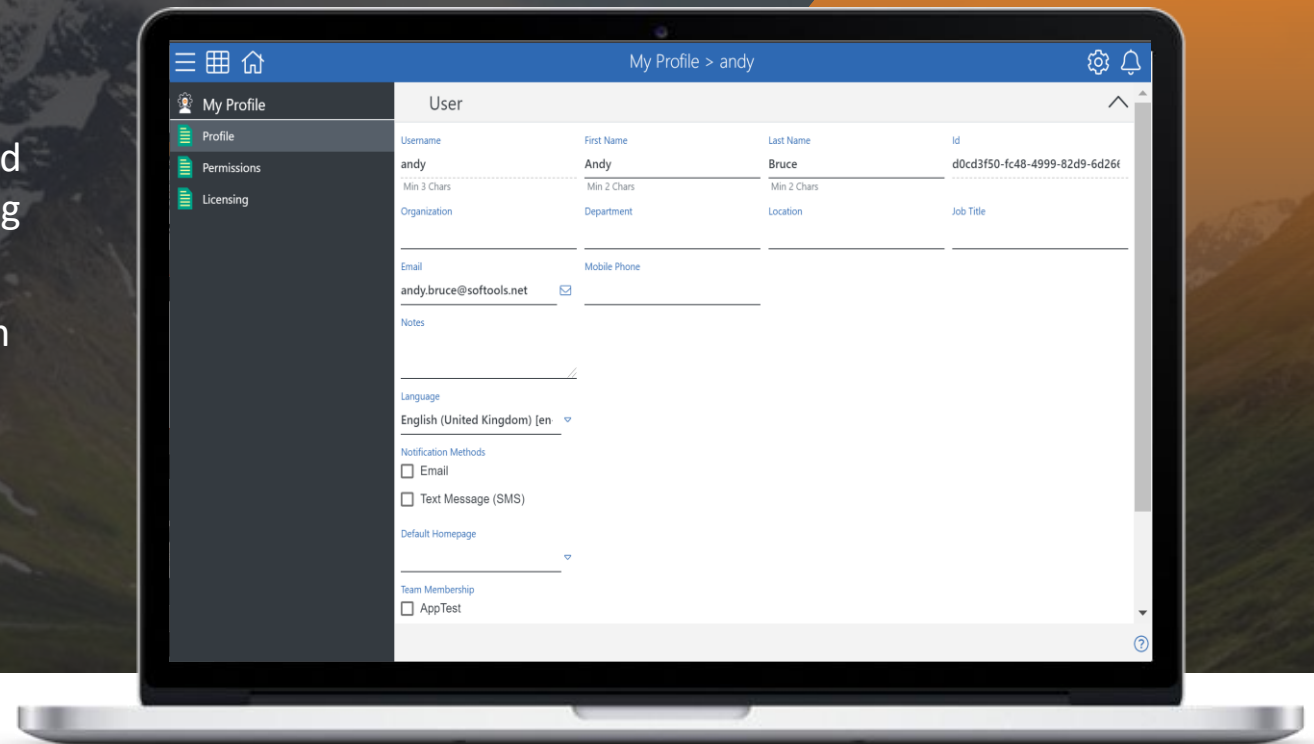 d
g
n
My Profile > andy
My Profile
Profile
Permissions
Licensing
User
Username First Name Last Name Id
andy Andy Bruce d0cd3f50-fc48-4999-82d9-6d266
Min 3 Chars Min 2 Chars Min 2 Chars
Organization Department Location Job Title
Email Mobile Phone
andy.bruce@softools.net
Notes
Language
English (United Kingdom) [en-
Notification Methods
Email
Text Message (SMS)
Default Homepage
Team Membership
AppTest
?